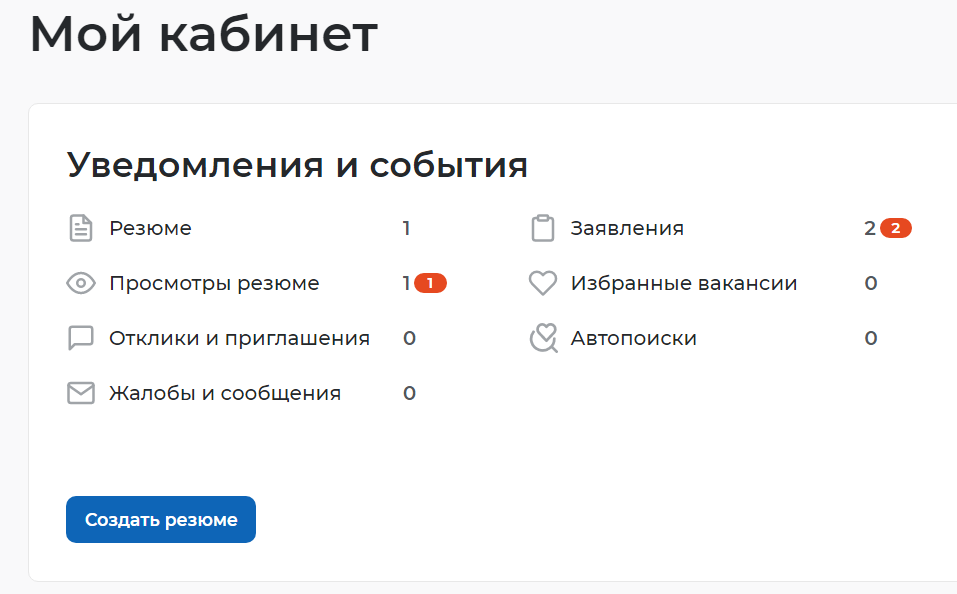 Мой кабинет
Уведомления и события
Резюме 1
Заявления 2 2
Просмотры резюме 1 1
Избранные вакансии 0
Отклики и приглашения 0
Автопоиски 0
Жалобы и сообщения 0
Создать резюме